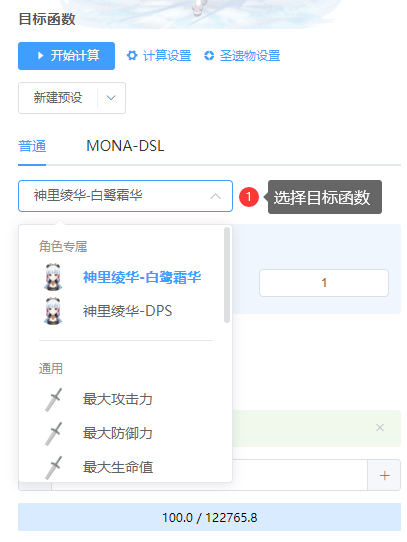 目标函数
开始计算 计算设置 圣遗物设置
新建预设
普通 MONA-DSL
神里绫华-白鹭霜华 1 选择目标函数
角色专属
神里绫华-白鹭霜华
1
神里绫华-DPS
通用
最大攻击力
最大防御力
最大生命值
100.0 / 122765.8